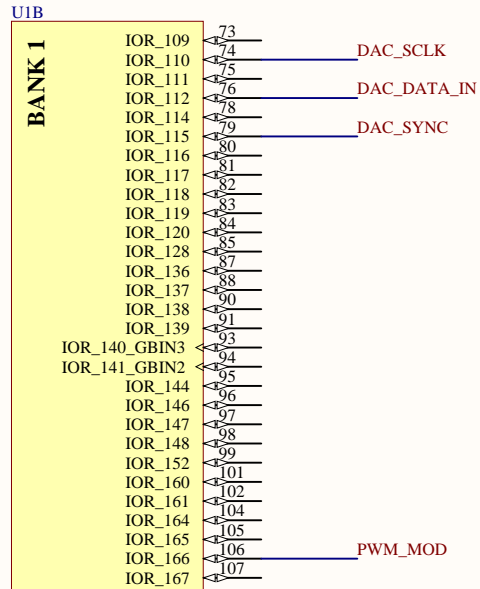 U1B
BANK 1
IOR_109 73
IOR_110 74 DAC_SCLK
IOR_111 75
IOR_112 76 DAC_DATA_IN
IOR_114 78
IOR_115 79 DAC_SYNC
IOR_116 80
IOR_117 81
IOR_118 82
IOR_119 83
IOR_120 84
IOR_128 85
IOR_136 87
IOR_137 88
IOR_138 90
IOR_139 91
IOR_140_GBIN3 93
IOR_141_GBIN2 94
IOR_144 95
IOR_146 96
IOR_147 97
IOR_148 98
IOR_152 99
IOR_160 101
IOR_161 102
IOR_164 104
IOR_165 105
IOR_166 106 PWM_MOD
IOR_167 107